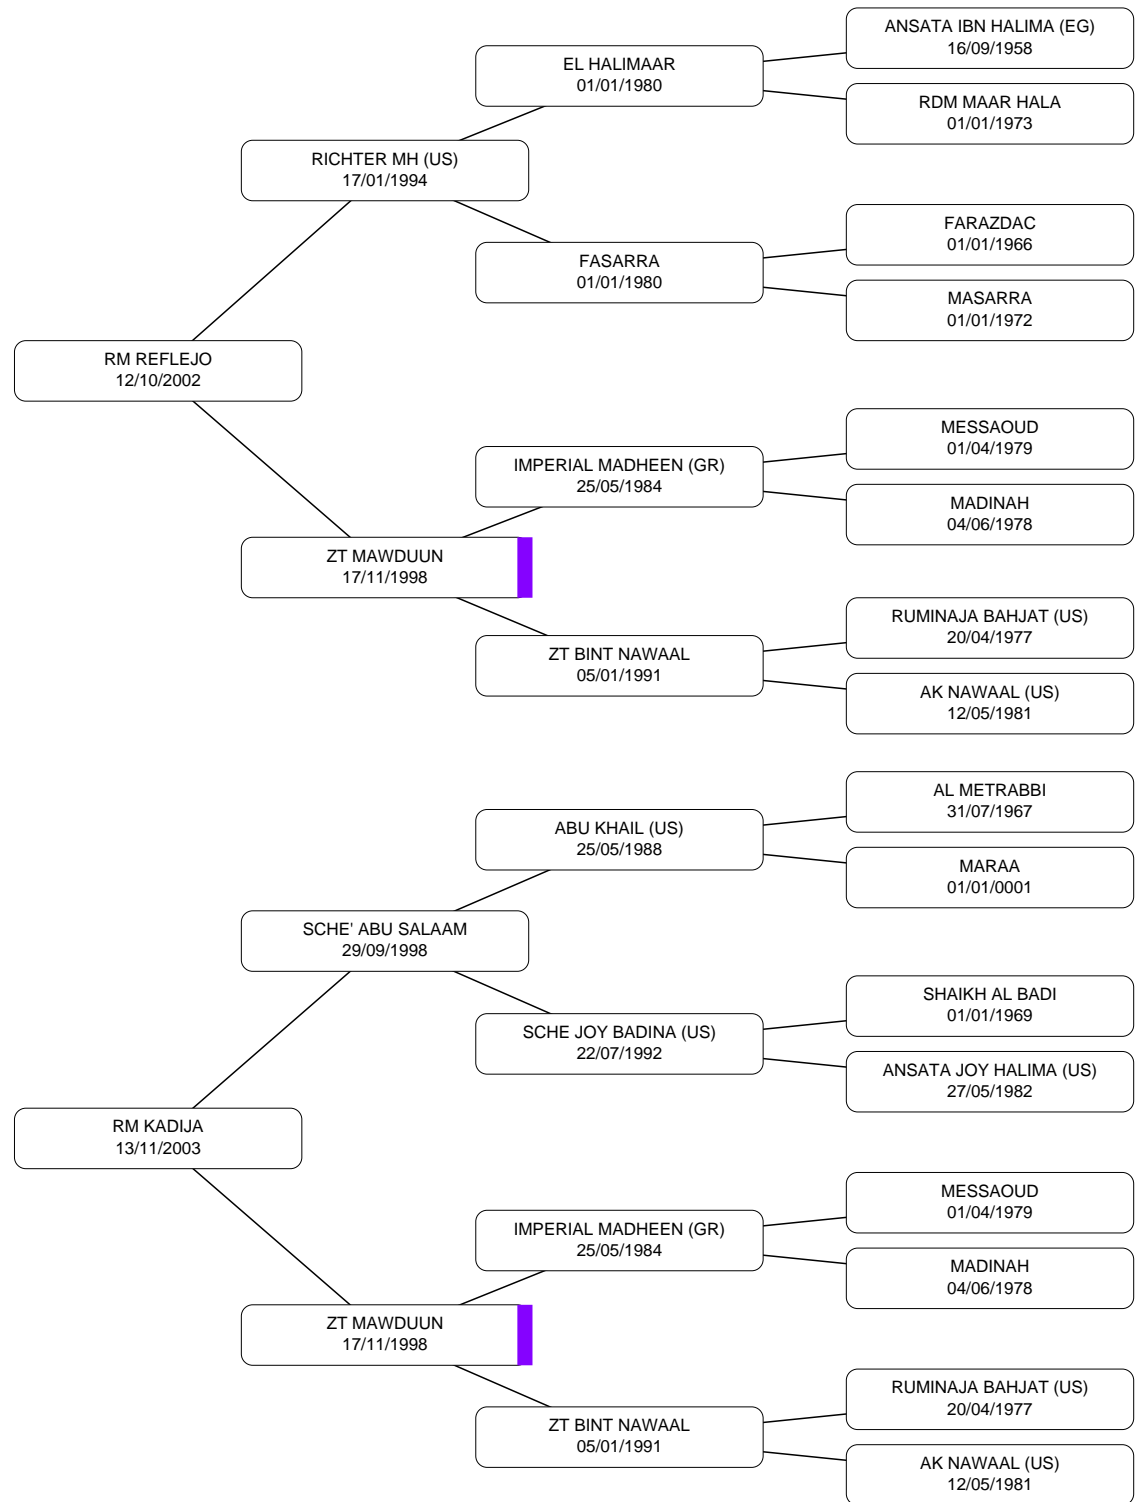 ANSATA IBN HALIMA (EG)
16/09/1958
EL HALIMAAR
01/01/1980
RDM MAAR HALA
01/01/1973
RICHTER MH (US)
17/01/1994
FARAZDAC
01/01/1966
FASARRA
01/01/1980
MASARRA
01/01/1972
RM REFLEJO
12/10/2002
MESSAOUD
01/04/1979
IMPERIAL MADHEEN (GR)
25/05/1984
MADINAH
04/06/1978
ZT MAWDUUN
17/11/1998
RUMINAJA BAHJAT (US)
20/04/1977
ZT BINT NAWAAL
05/01/1991
AK NAWAAL (US)
12/05/1981
AL METRABBI
31/07/1967
ABU KHAIL (US)
25/05/1988
MARAA
01/01/0001
SCHE' ABU SALAAM
29/09/1998
SHAIKH AL BADI
01/01/1969
SCHE JOY BADINA (US)
22/07/1992
ANSATA JOY HALIMA (US)
27/05/1982
RM KADIJA
13/11/2003
MESSAOUD
01/04/1979
IMPERIAL MADHEEN (GR)
25/05/1984
MADINAH
04/06/1978
ZT MAWDUUN
17/11/1998
RUMINAJA BAHJAT (US)
20/04/1977
ZT BINT NAWAAL
05/01/1991
AK NAWAAL (US)
12/05/1981